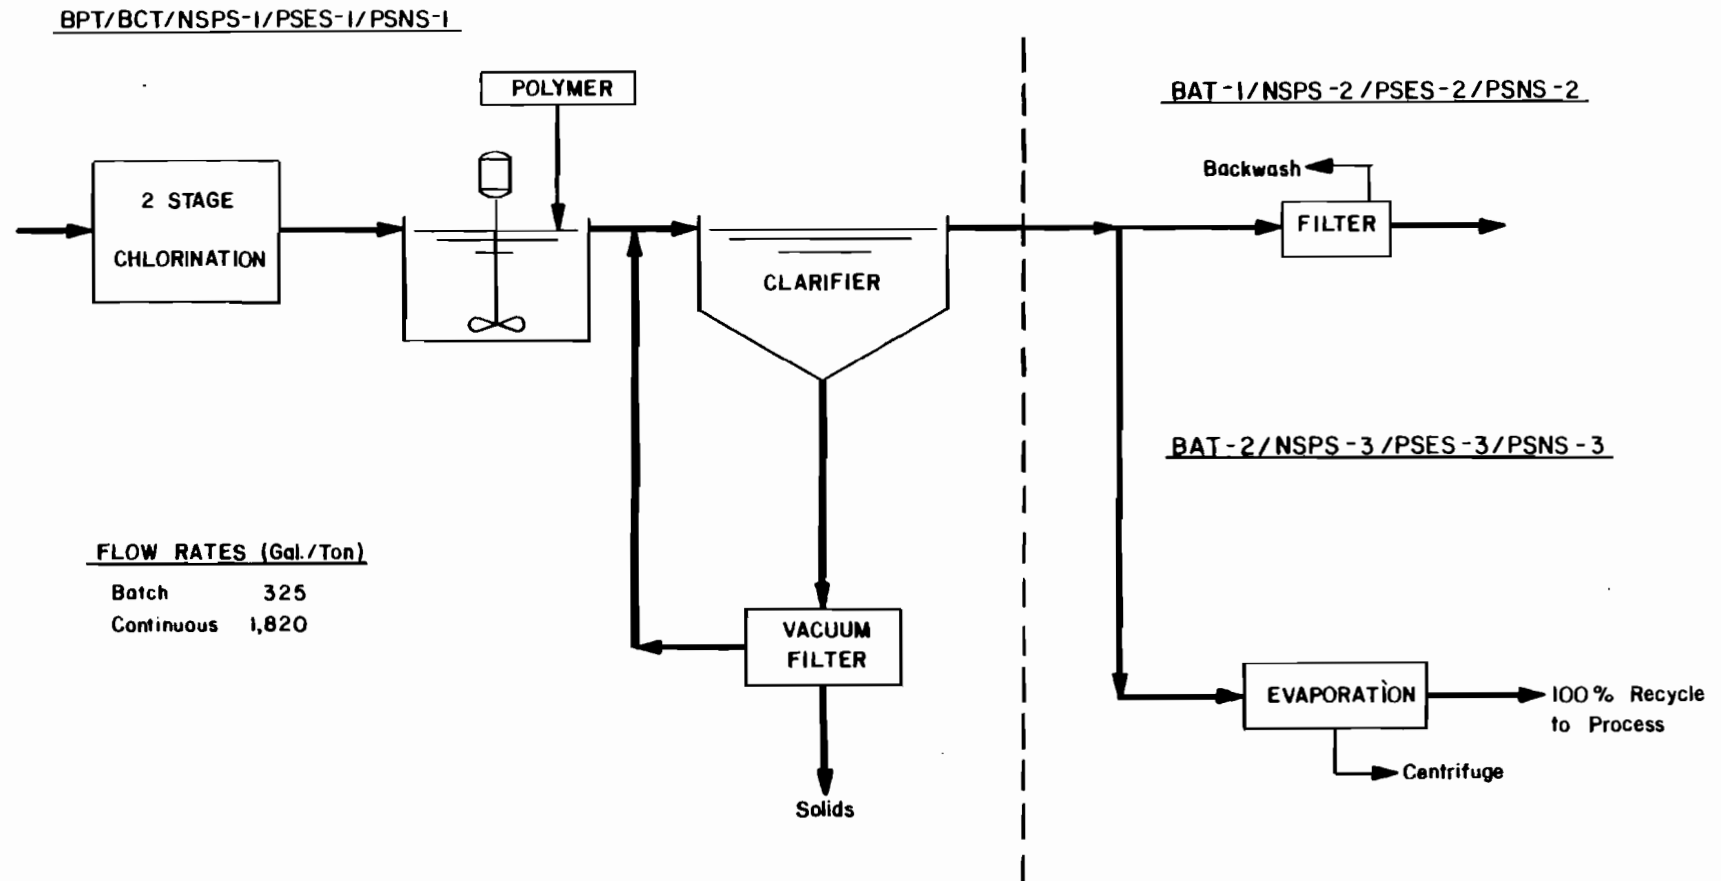 BPT/BCT/NSPS-1/PSES-1/PSNS-1
POLYMER
2 STAGE
CHLORINATION
CLARIFIER
VACUUM
FILTER
Solids
FLOW RATES (Gal./Ton)
Batch 325
Continuous 1,820
BAT-1/NSPS-2/PSES-2/PSNS-2
Backwash
FILTER
BAT-2/NSPS-3/PSES-3/PSNS-3
EVAPORATION
100% Recycle
to Process
Centrifuge